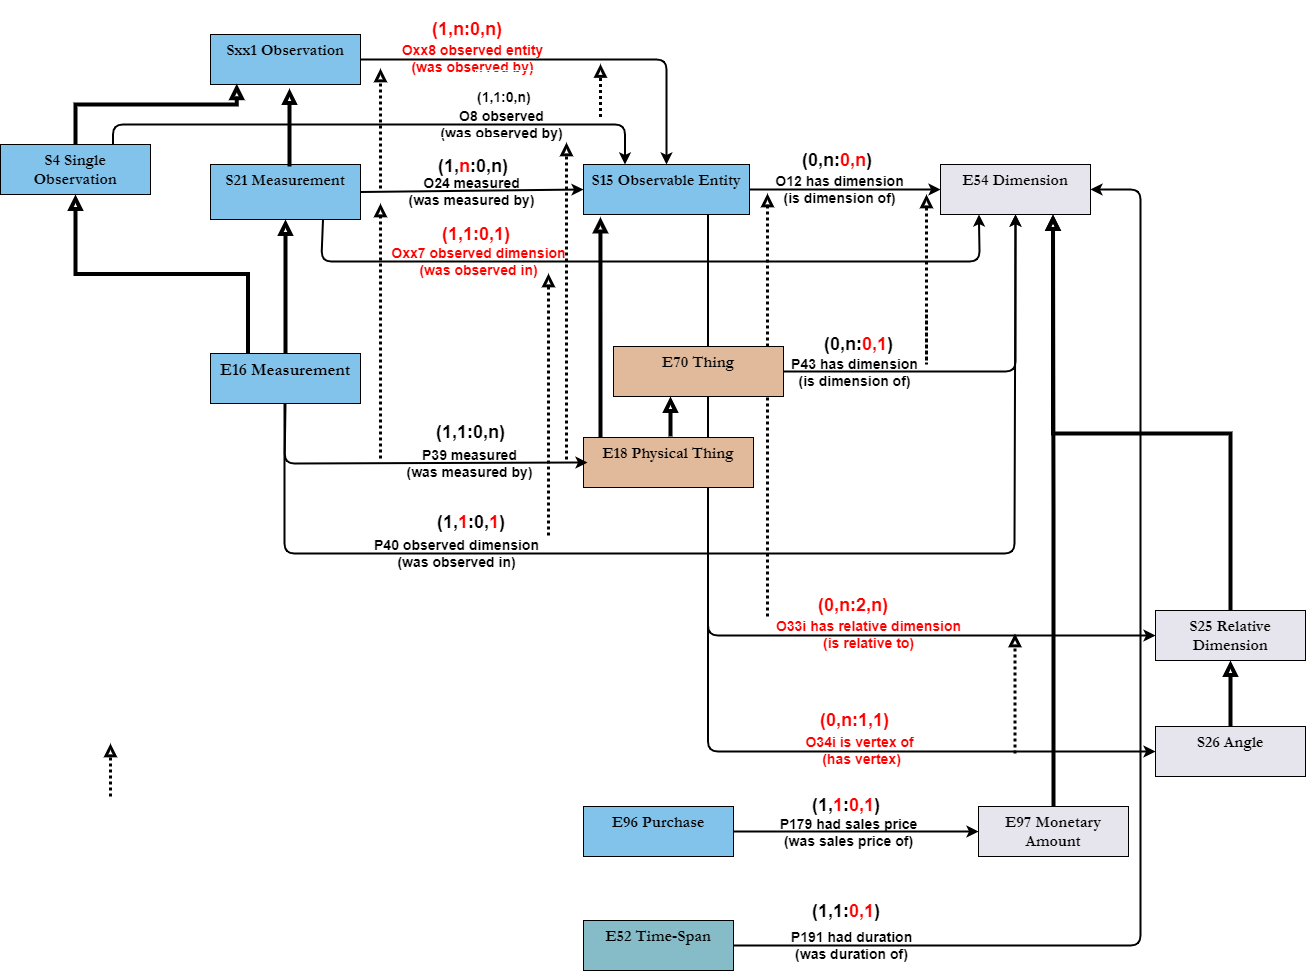 (1,n:0,n)
Sxx1 Observation
Oxx8 observed entity
(was observed by)
(1,1:0,n)
O8 observed
(was observed by)
S4 Single
Observation
S21 Measurement
(1,n:0,n)
O24 measured
(was measured by)
S15 Observable Entity
(0,n:0,n)
O12 has dimension
(is dimension of)
E54 Dimension
(1,1:0,1)
Oxx7 observed dimension
(was observed in)
E16 Measurement
E70 Thing
(0,n:0,1)
P43 has dimension
(is dimension of)
(1,1:0,n)
P39 measured
(was measured by)
E18 Physical Thing
(1,1:0,1)
P40 observed dimension
(was observed in)
(0,n:2,n)
O33i has relative dimension
(is relative to)
S25 Relative
Dimension
(0,n:1,1)
O34i is vertex of
(has vertex)
S26 Angle
E96 Purchase
(1,1:0,1)
P179 had sales price
(was sales price of)
E97 Monetary
Amount
E52 Time-Span
(1,1:0,1)
P191 had duration
(was duration of)